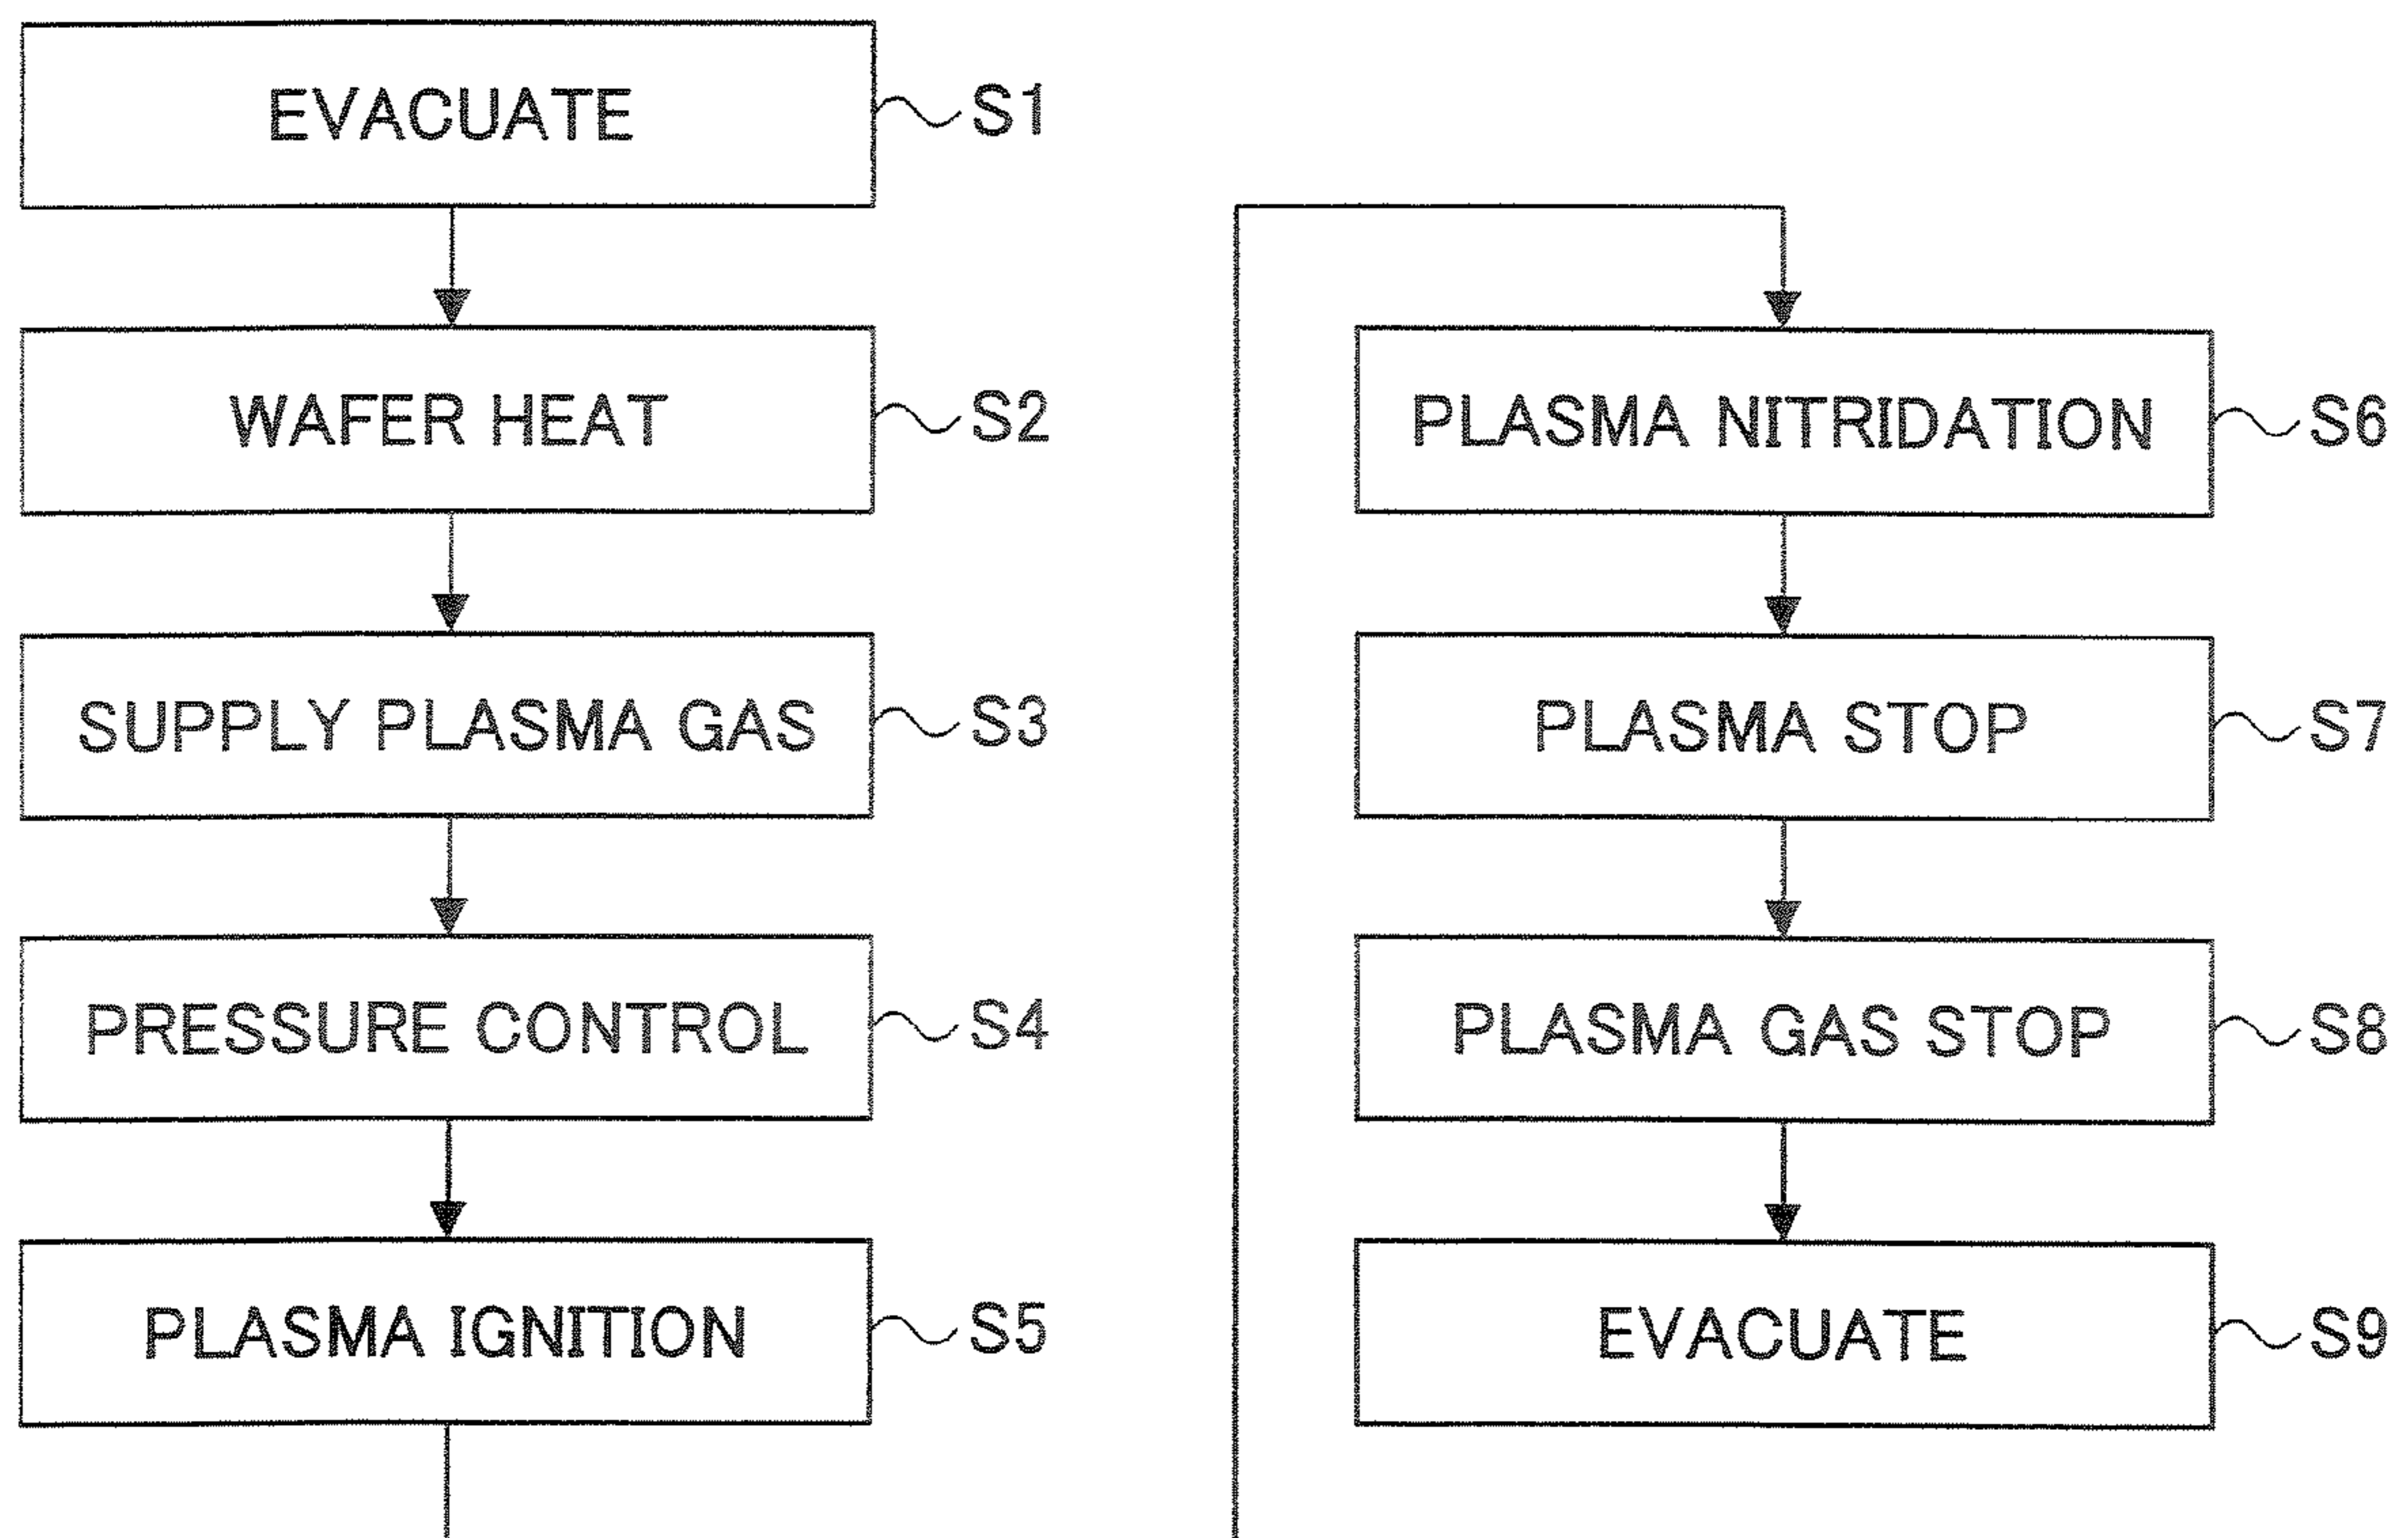 EVACUATE S1
WAFER HEAT S2
SUPPLY PLASMA GAS S3
PRESSURE CONTROL S4
PLASMA IGNITION S5
PLASMA NITRIDATION S6
PLASMA STOP S7
PLASMA GAS STOP S8
EVACUATE S9